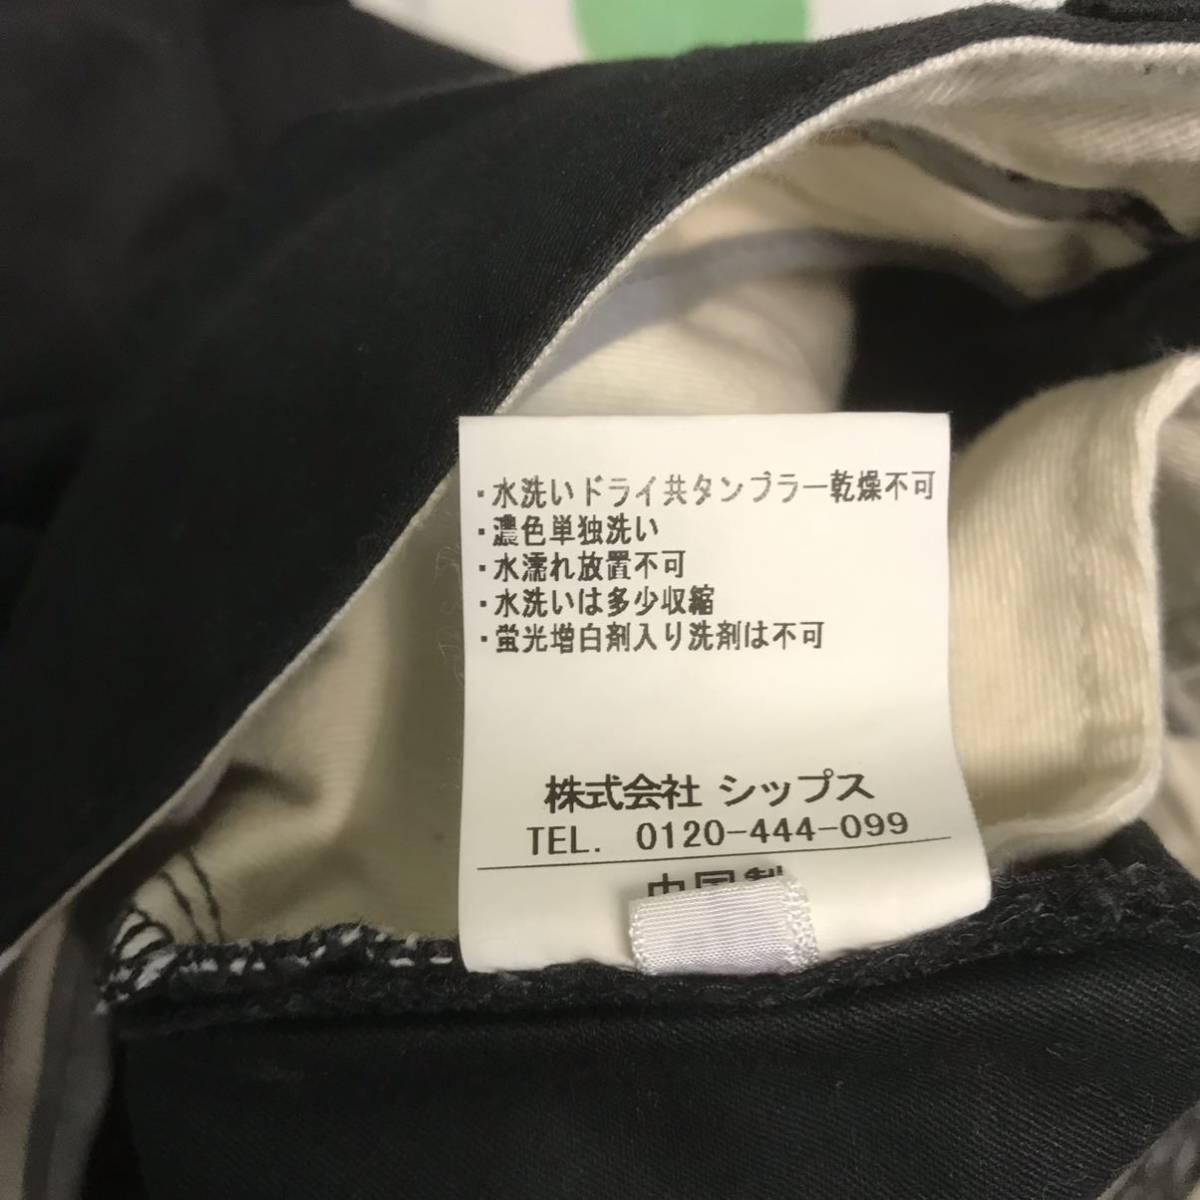 ・水洗いドライ共タンブラー乾燥不可
・濃色単独洗い
・水濡れ放置不可
・水洗いは多少収縮
・蛍光増白剤入り洗剤は不可
株式会社 シップス
TEL. 0120-444-099
中国製